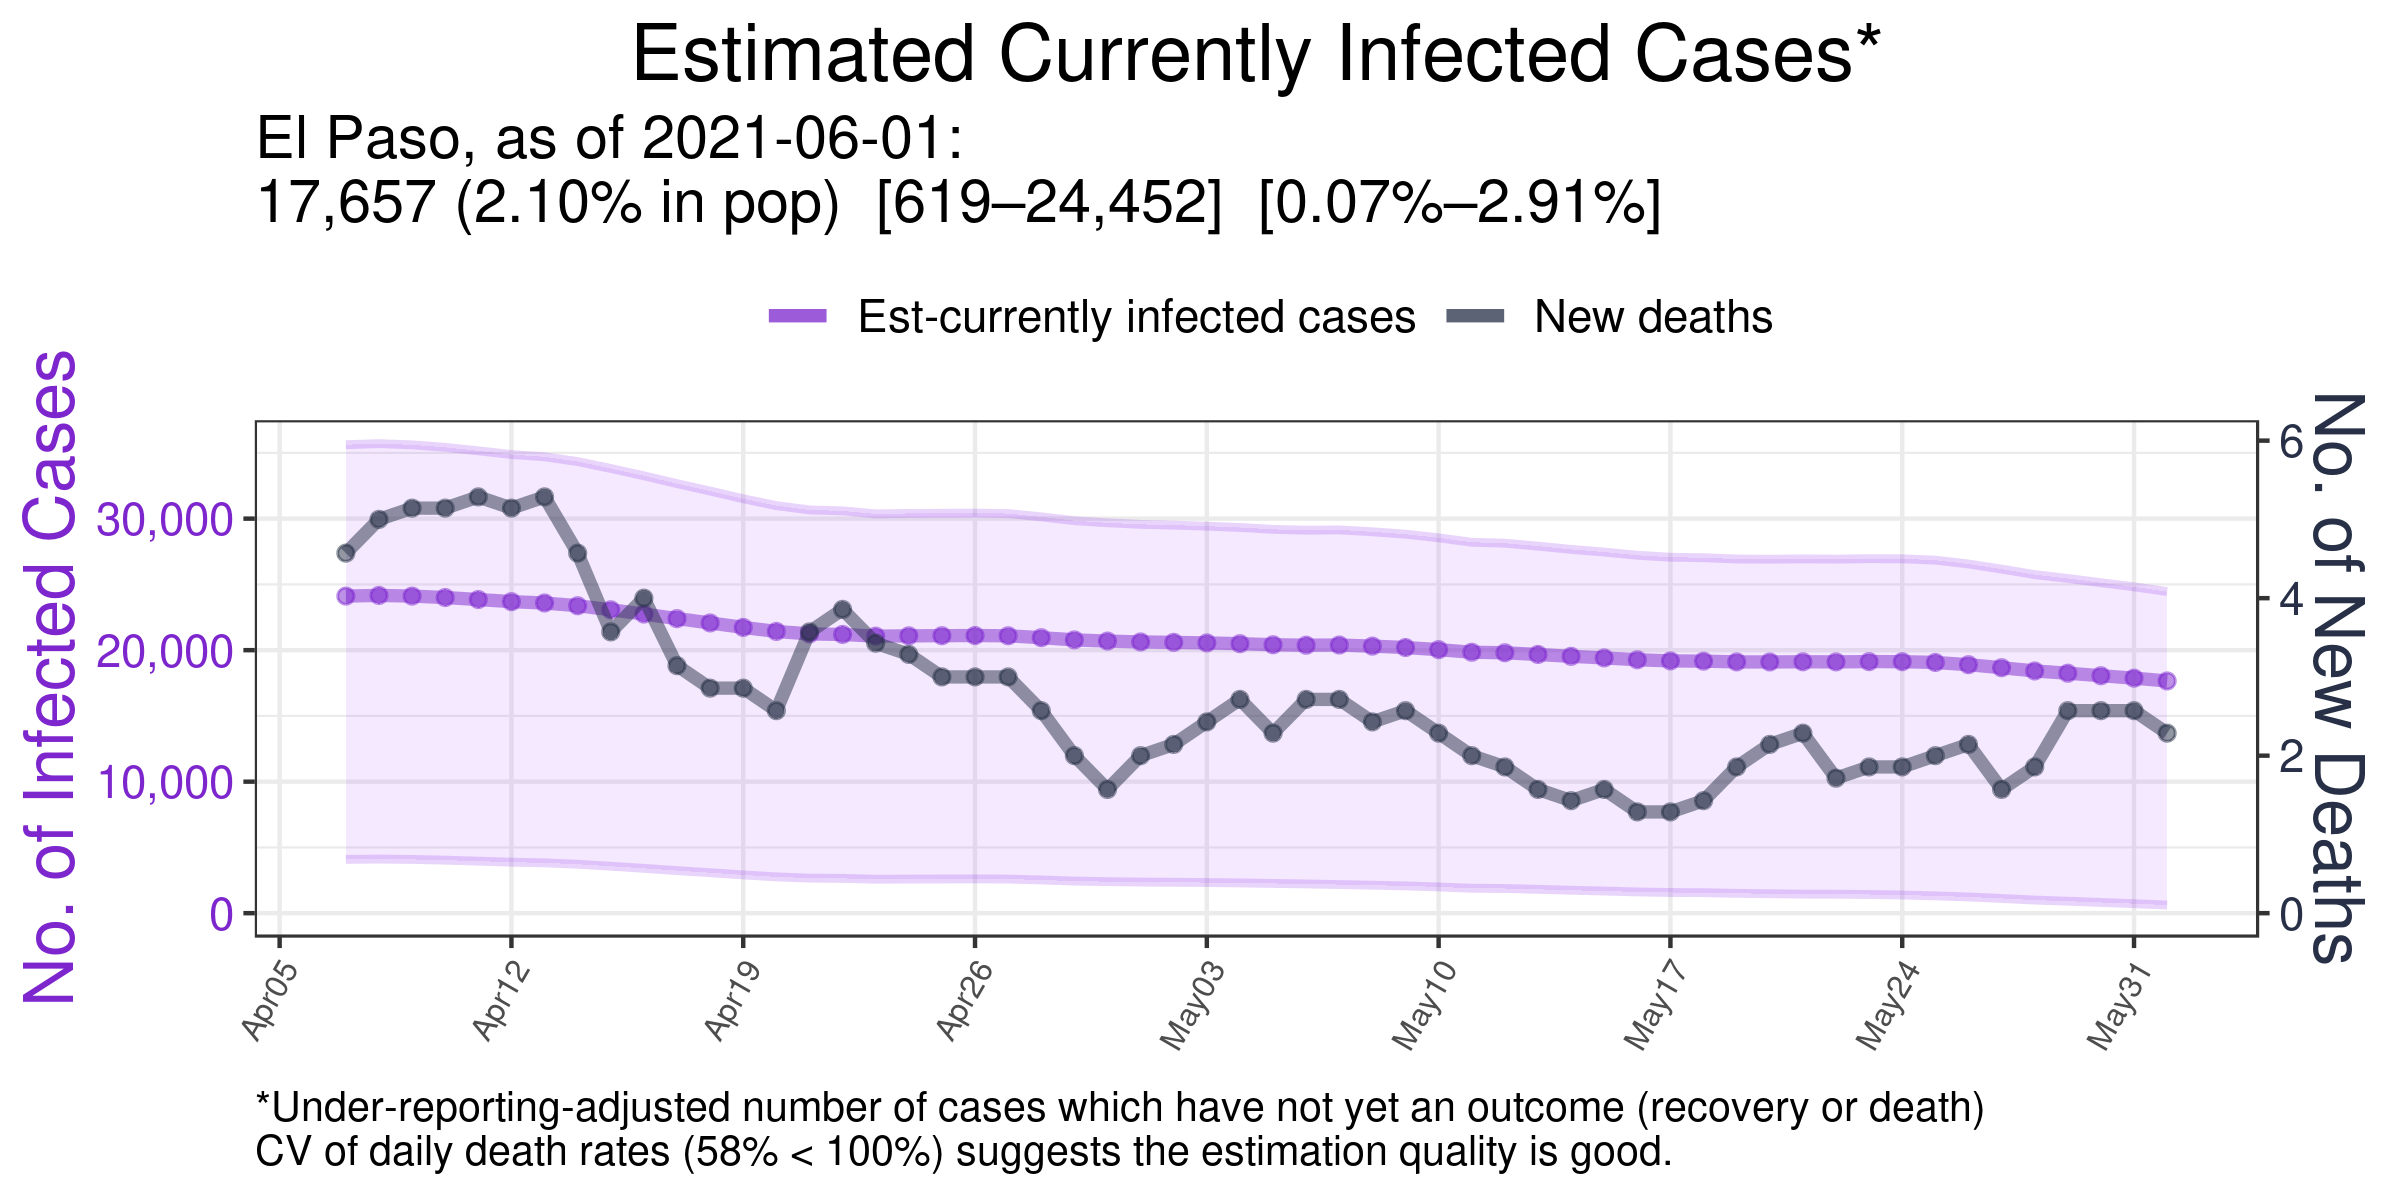 Estimated Currently Infected Cases*
El Paso, as of 2021-06-01:
17,657 (2.10% in pop)  [619–24,452]  [0.07%–2.91%]
Est-currently infected cases
New deaths
No. of Infected Cases
30,000
20,000
10,000
0
6
4
2
0
No. of New Deaths
Apr05
Apr12
Apr19
Apr26
May03
May10
May17
May24
May31
*Under-reporting-adjusted number of cases which have not yet an outcome (recovery or death)
CV of daily death rates (58% < 100%) suggests the estimation quality is good.